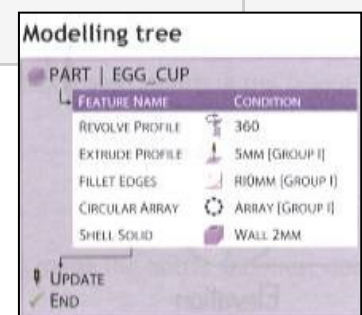 Modelling tree
PART | EGG_CUP
FEATURE NAME CONDITION
REVOLVE PROFILE 360
EXTRUDE PROFILE 5MM [GROUP I]
FILLET EDGES R10MM [GROUP I]
CIRCULAR ARRAY ARRAY [GROUP I]
SHELL SOLID WALL 2MM
UPDATE
END